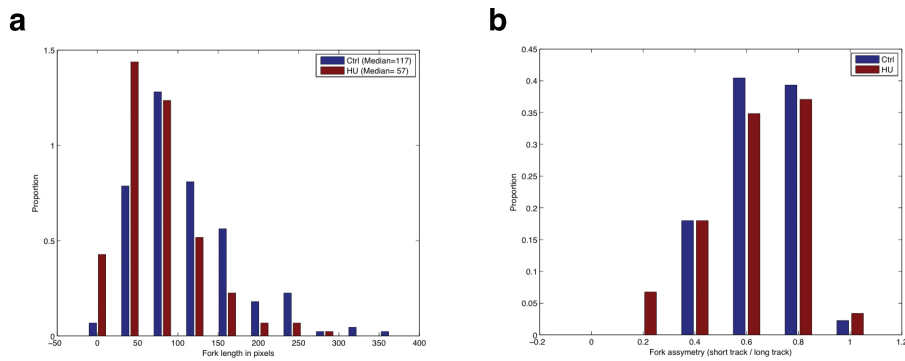 a
Ctrl (Median=117)
HU (Median= 57)
Proportion
1.5
1
0.5
0
−50 0 50 100 150 200 250 300 350 400
Fork length in pixels
b
Ctrl
HU
Proportion
0.45
0.4
0.35
0.3
0.25
0.2
0.15
0.1
0.05
0
−0.2 0 0.2 0.4 0.6 0.8 1 1.2
Fork assymetry (short track / long track)